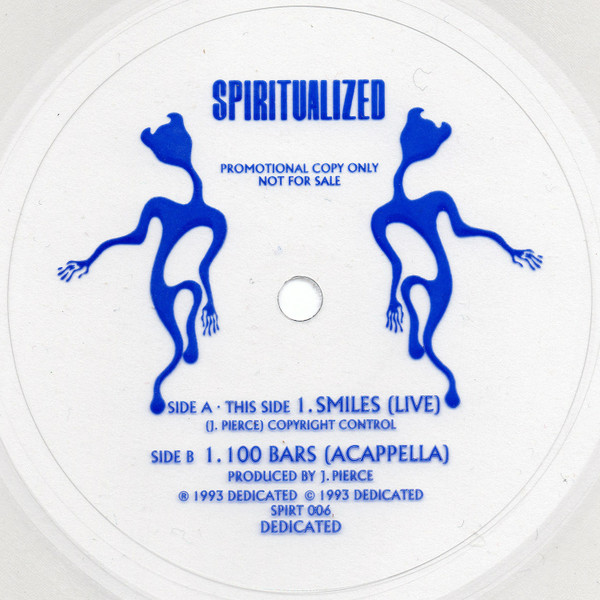 SPIRITUALIZED
PROMOTIONAL COPY ONLY
NOT FOR SALE
SIDE A · THIS SIDE 1. SMILES (LIVE)
(J. PIERCE) COPYRIGHT CONTROL
SIDE B 1. 100 BARS (ACAPPELLA)
PRODUCED BY J. PIERCE
℗ 1993 DEDICATED © 1993 DEDICATED
SPIRT 006
DEDICATED